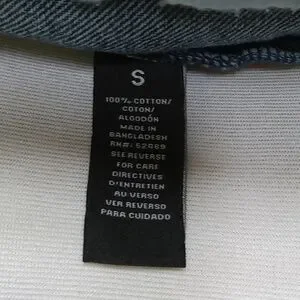 S
100% COTTON/
COTON/
ALGODÓN
MADE IN
BANGLADESH
RN#: 52989
SEE REVERSE
FOR CARE
DIRECTIVES
D'ENTRETIEN
AU VERSO
VER REVERSO
PARA CUIDADO